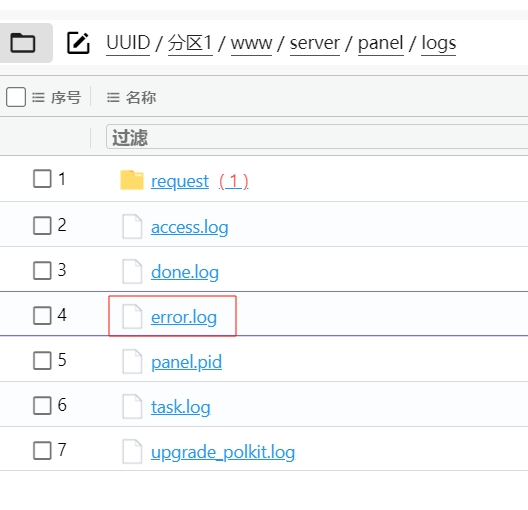 UUID / 分区1 / www / server / panel / logs
序号 名称
过滤
1 request ( 1 )
2 access.log
3 done.log
4 error.log
5 panel.pid
6 task.log
7 upgrade_polkit.log